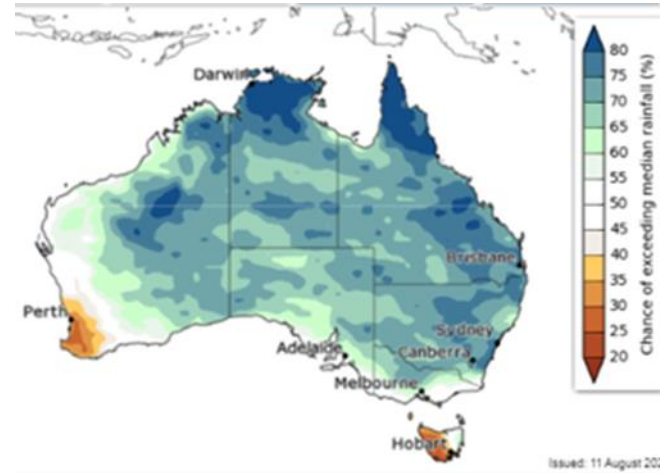 Darwin
Brisbane
Perth
Sydney
Adelaide
Canberra
Melbourne
Hobart
80
75
70
65
60
55
50
45
40
35
30
25
20
Chance of exceeding median rainfall (%)
Issued: 11 August 202